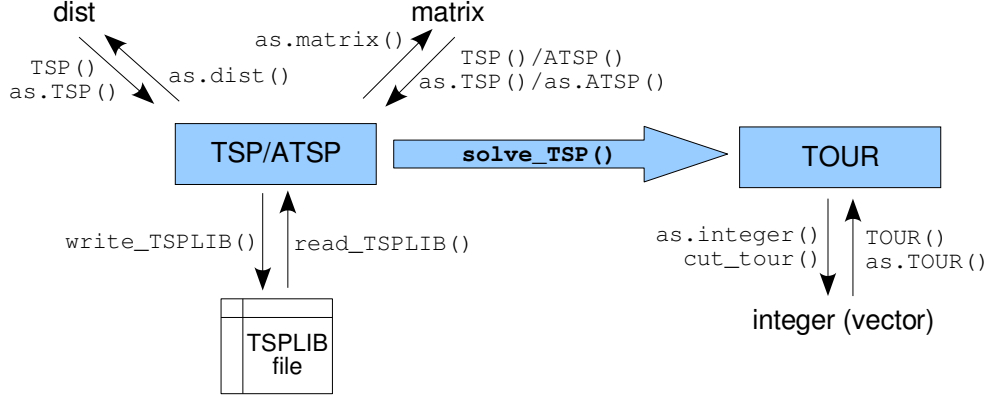 dist
matrix
as.matrix()
TSP()
as.TSP()
as.dist()
TSP()/ATSP()
as.TSP()/as.ATSP()
TSP/ATSP
solve_TSP()
TOUR
write_TSPLIB()
read_TSPLIB()
as.integer()
cut_tour()
TOUR()
as.TOUR()
TSPLIB
file
integer (vector)